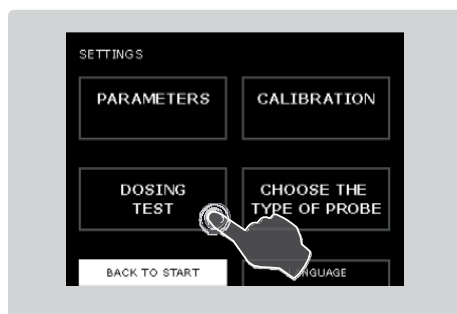 SETTINGS
PARAMETERS
CALIBRATION
DOSING
TEST
CHOOSE THE
TYPE OF PROBE
BACK TO START